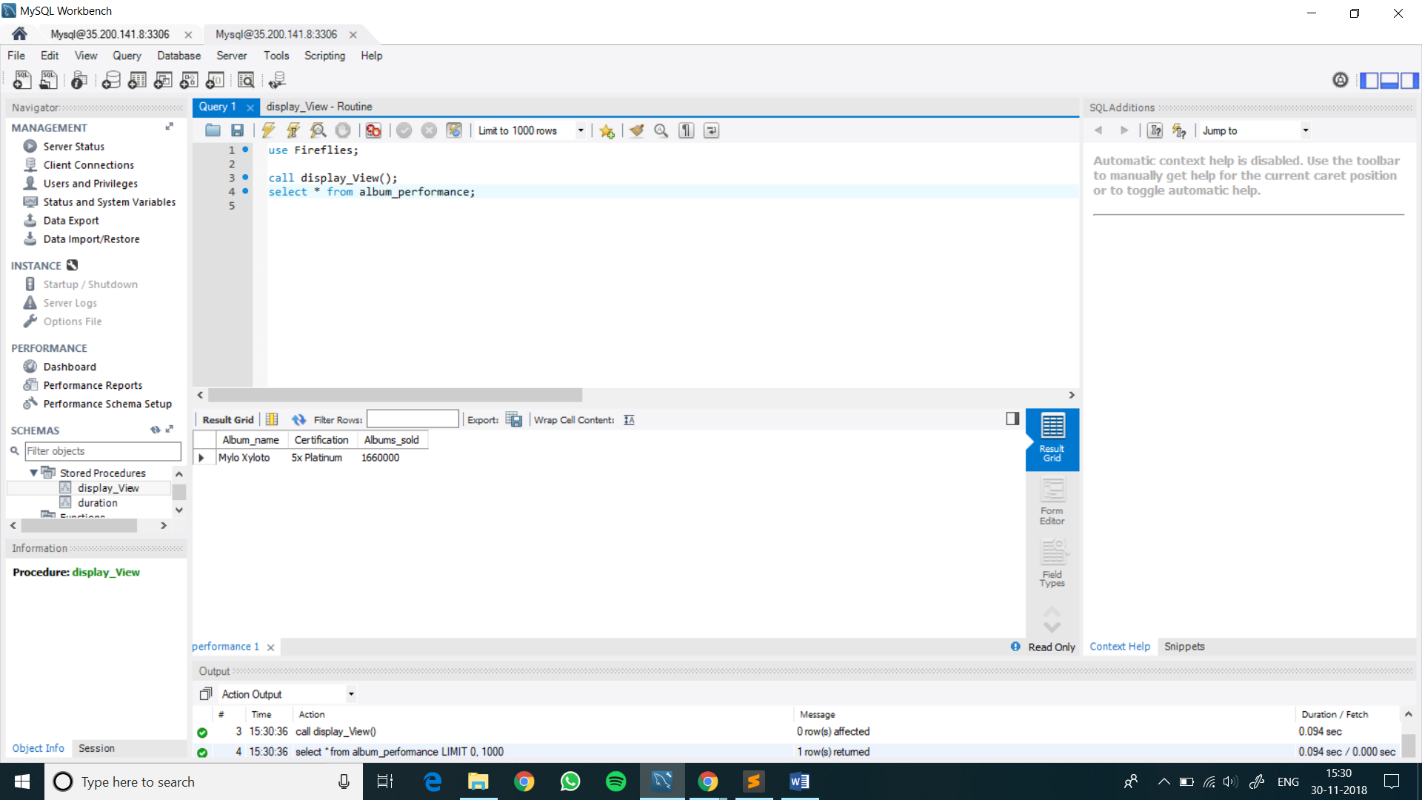 MySQL Workbench
Mysql@35.200.141.8:3306 Mysql@35.200.141.8:3306
File Edit View Query Database Server Tools Scripting Help
Navigator
MANAGEMENT
Server Status
Client Connections
Users and Privileges
Status and System Variables
Data Export
Data Import/Restore
INSTANCE
Startup / Shutdown
Server Logs
Options File
PERFORMANCE
Dashboard
Performance Reports
Performance Schema Setup
SCHEMAS
Filter objects
Stored Procedures
display_View
duration
Functions
Information
Procedure: display_View
Object Info Session
Query 1 display_View - Routine
Limit to 1000 rows
1 use Fireflies;
2
3 call display_View();
4 select * from album_performance;
5
Result Grid Filter Rows: Export: Wrap Cell Content:
Album_name Certification Albums_sold
Mylo Xyloto 5x Platinum 1660000
Result Grid
Form Editor
Field Types
performance 1 Read Only
SQLAdditions
Jump to
Automatic context help is disabled. Use the toolbar
to manually get help for the current caret position
or to toggle automatic help.
Context Help Snippets
Output
Action Output
# Time Action Message Duration / Fetch
3 15:30:36 call display_View() 0 row(s) affected 0.094 sec
4 15:30:36 select * from album_performance LIMIT 0, 1000 1 row(s) returned 0.094 sec / 0.000 sec
Type here to search
ENG
15:30
30-11-2018